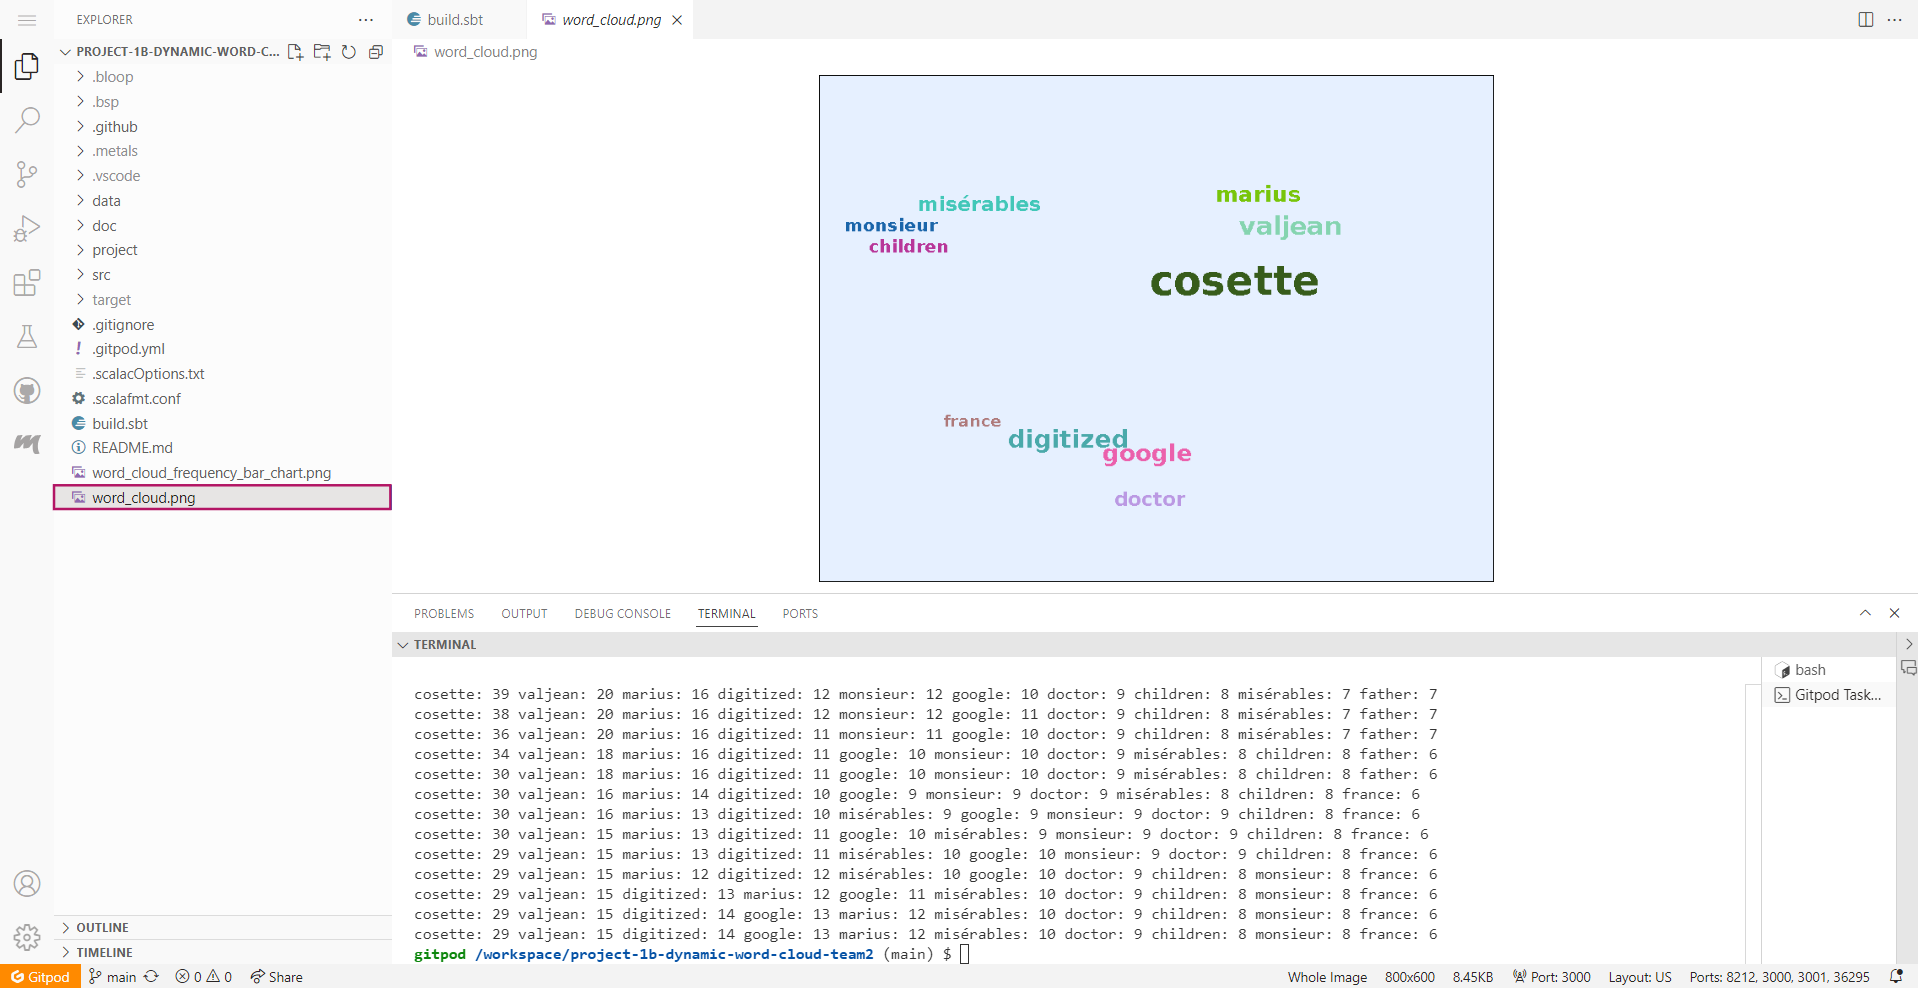 EXPLORER
PROJECT-1B-DYNAMIC-WORD-C...
.bloop
.bsp
.github
.metals
.vscode
data
doc
project
src
target
.gitignore
.gitpod.yml
.scalacOptions.txt
.scalafmt.conf
build.sbt
README.md
word_cloud_frequency_bar_chart.png
word_cloud.png
OUTLINE
TIMELINE
build.sbt
word_cloud.png
word_cloud.png
misérables
monsieur
children
marius
valjean
cosette
france
digitized
google
doctor
PROBLEMS OUTPUT DEBUG CONSOLE TERMINAL PORTS
TERMINAL
cosette: 39 valjean: 20 marius: 16 digitized: 12 monsieur: 12 google: 10 doctor: 9 children: 8 misérables: 7 father: 7
cosette: 38 valjean: 20 marius: 16 digitized: 12 monsieur: 12 google: 11 doctor: 9 children: 8 misérables: 7 father: 7
cosette: 36 valjean: 20 marius: 16 digitized: 11 monsieur: 11 google: 10 doctor: 9 children: 8 misérables: 7 father: 7
cosette: 34 valjean: 18 marius: 16 digitized: 11 google: 10 monsieur: 10 doctor: 9 misérables: 8 children: 8 father: 6
cosette: 30 valjean: 18 marius: 16 digitized: 11 google: 10 monsieur: 10 doctor: 9 misérables: 8 children: 8 father: 6
cosette: 30 valjean: 16 marius: 14 digitized: 10 google: 9 monsieur: 9 doctor: 9 misérables: 8 children: 8 france: 6
cosette: 30 valjean: 16 marius: 13 digitized: 10 misérables: 9 google: 9 monsieur: 9 doctor: 9 children: 8 france: 6
cosette: 30 valjean: 15 marius: 13 digitized: 11 google: 10 misérables: 9 monsieur: 9 doctor: 9 children: 8 france: 6
cosette: 29 valjean: 15 marius: 13 digitized: 11 misérables: 10 google: 10 monsieur: 9 doctor: 9 children: 8 france: 6
cosette: 29 valjean: 15 marius: 12 digitized: 12 misérables: 10 google: 10 doctor: 9 children: 8 monsieur: 8 france: 6
cosette: 29 valjean: 15 digitized: 13 marius: 12 google: 11 misérables: 10 doctor: 9 children: 8 monsieur: 8 france: 6
cosette: 29 valjean: 15 digitized: 14 google: 13 marius: 12 misérables: 10 doctor: 9 children: 8 monsieur: 8 france: 6
cosette: 29 valjean: 15 digitized: 14 google: 13 marius: 12 misérables: 10 doctor: 9 children: 8 monsieur: 8 france: 6
gitpod /workspace/project-1b-dynamic-word-cloud-team2 (main) $
bash
Gitpod Task...
Gitpod main 0 0 Share Whole Image 800x600 8.45KB Port: 3000 Layout: US Ports: 8212, 3000, 3001, 36295